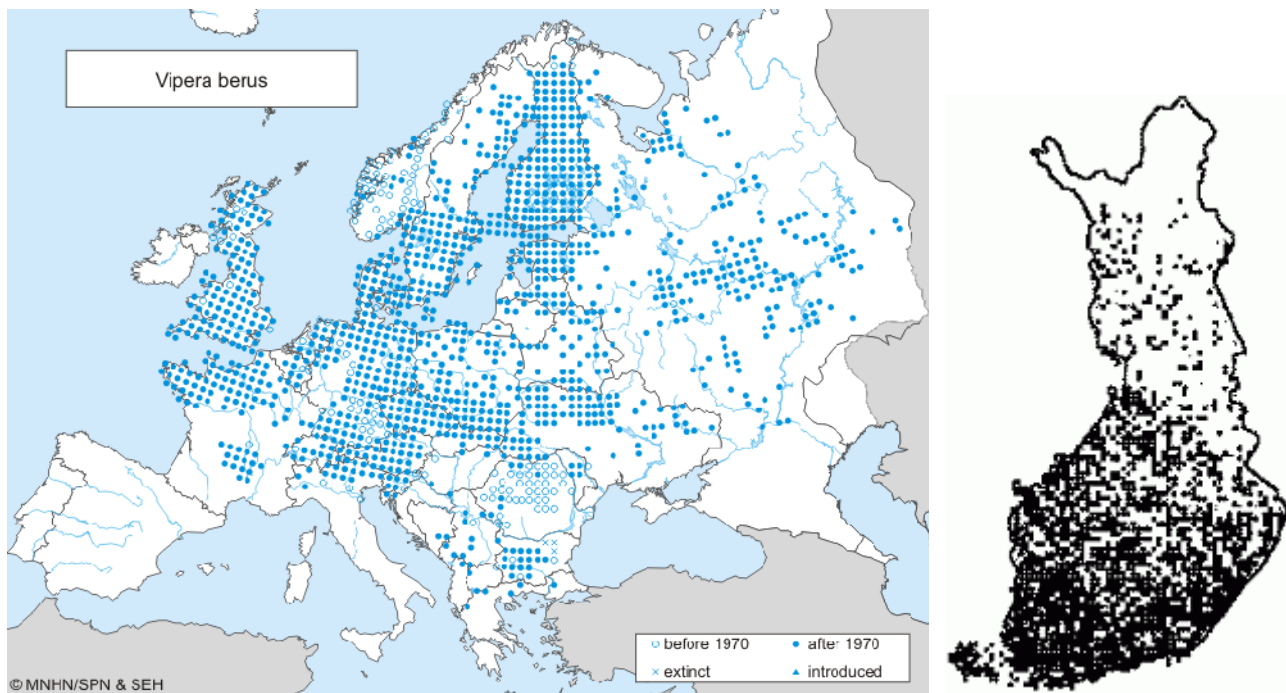 Vipera berus
before 1970
after 1970
extinct
introduced
© MNHN/SPN & SEH